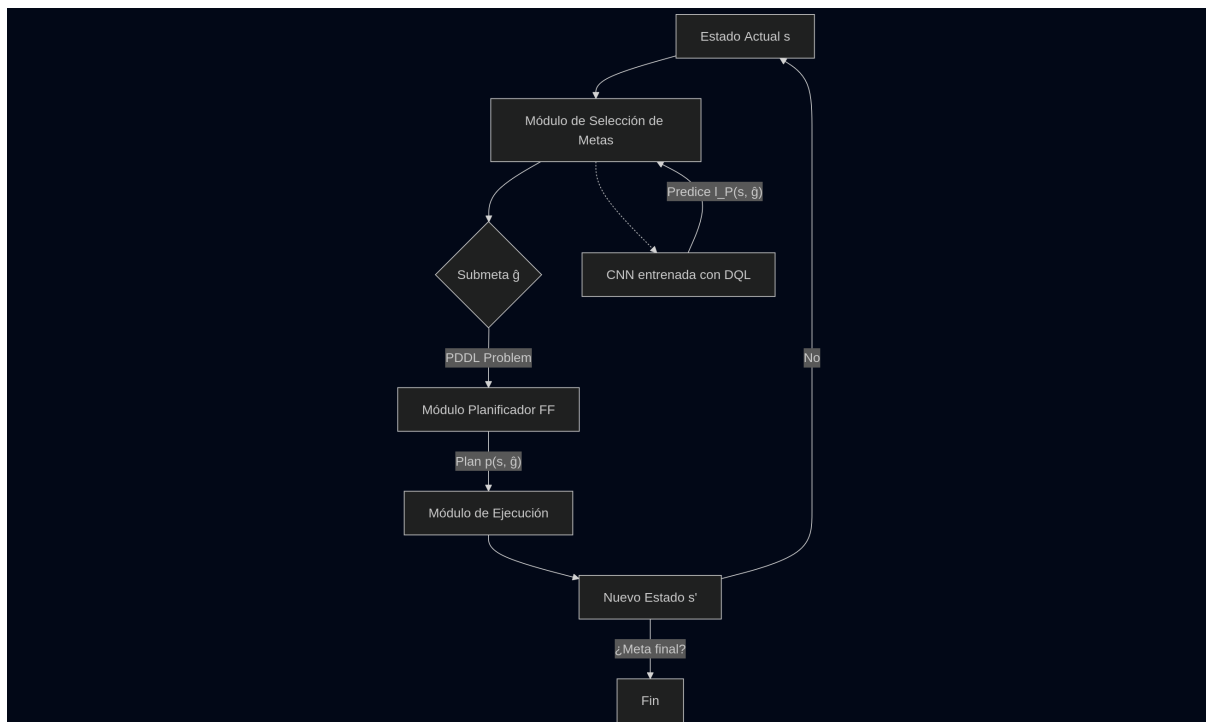 Estado Actual s
Módulo de Selección de
Metas
Predice l_P(s, ĝ)
Submeta ĝ
CNN entrenada con DQL
PDDL Problem
No
Módulo Planificador FF
Plan p(s, ĝ)
Módulo de Ejecución
Nuevo Estado s'
¿Meta final?
Fin